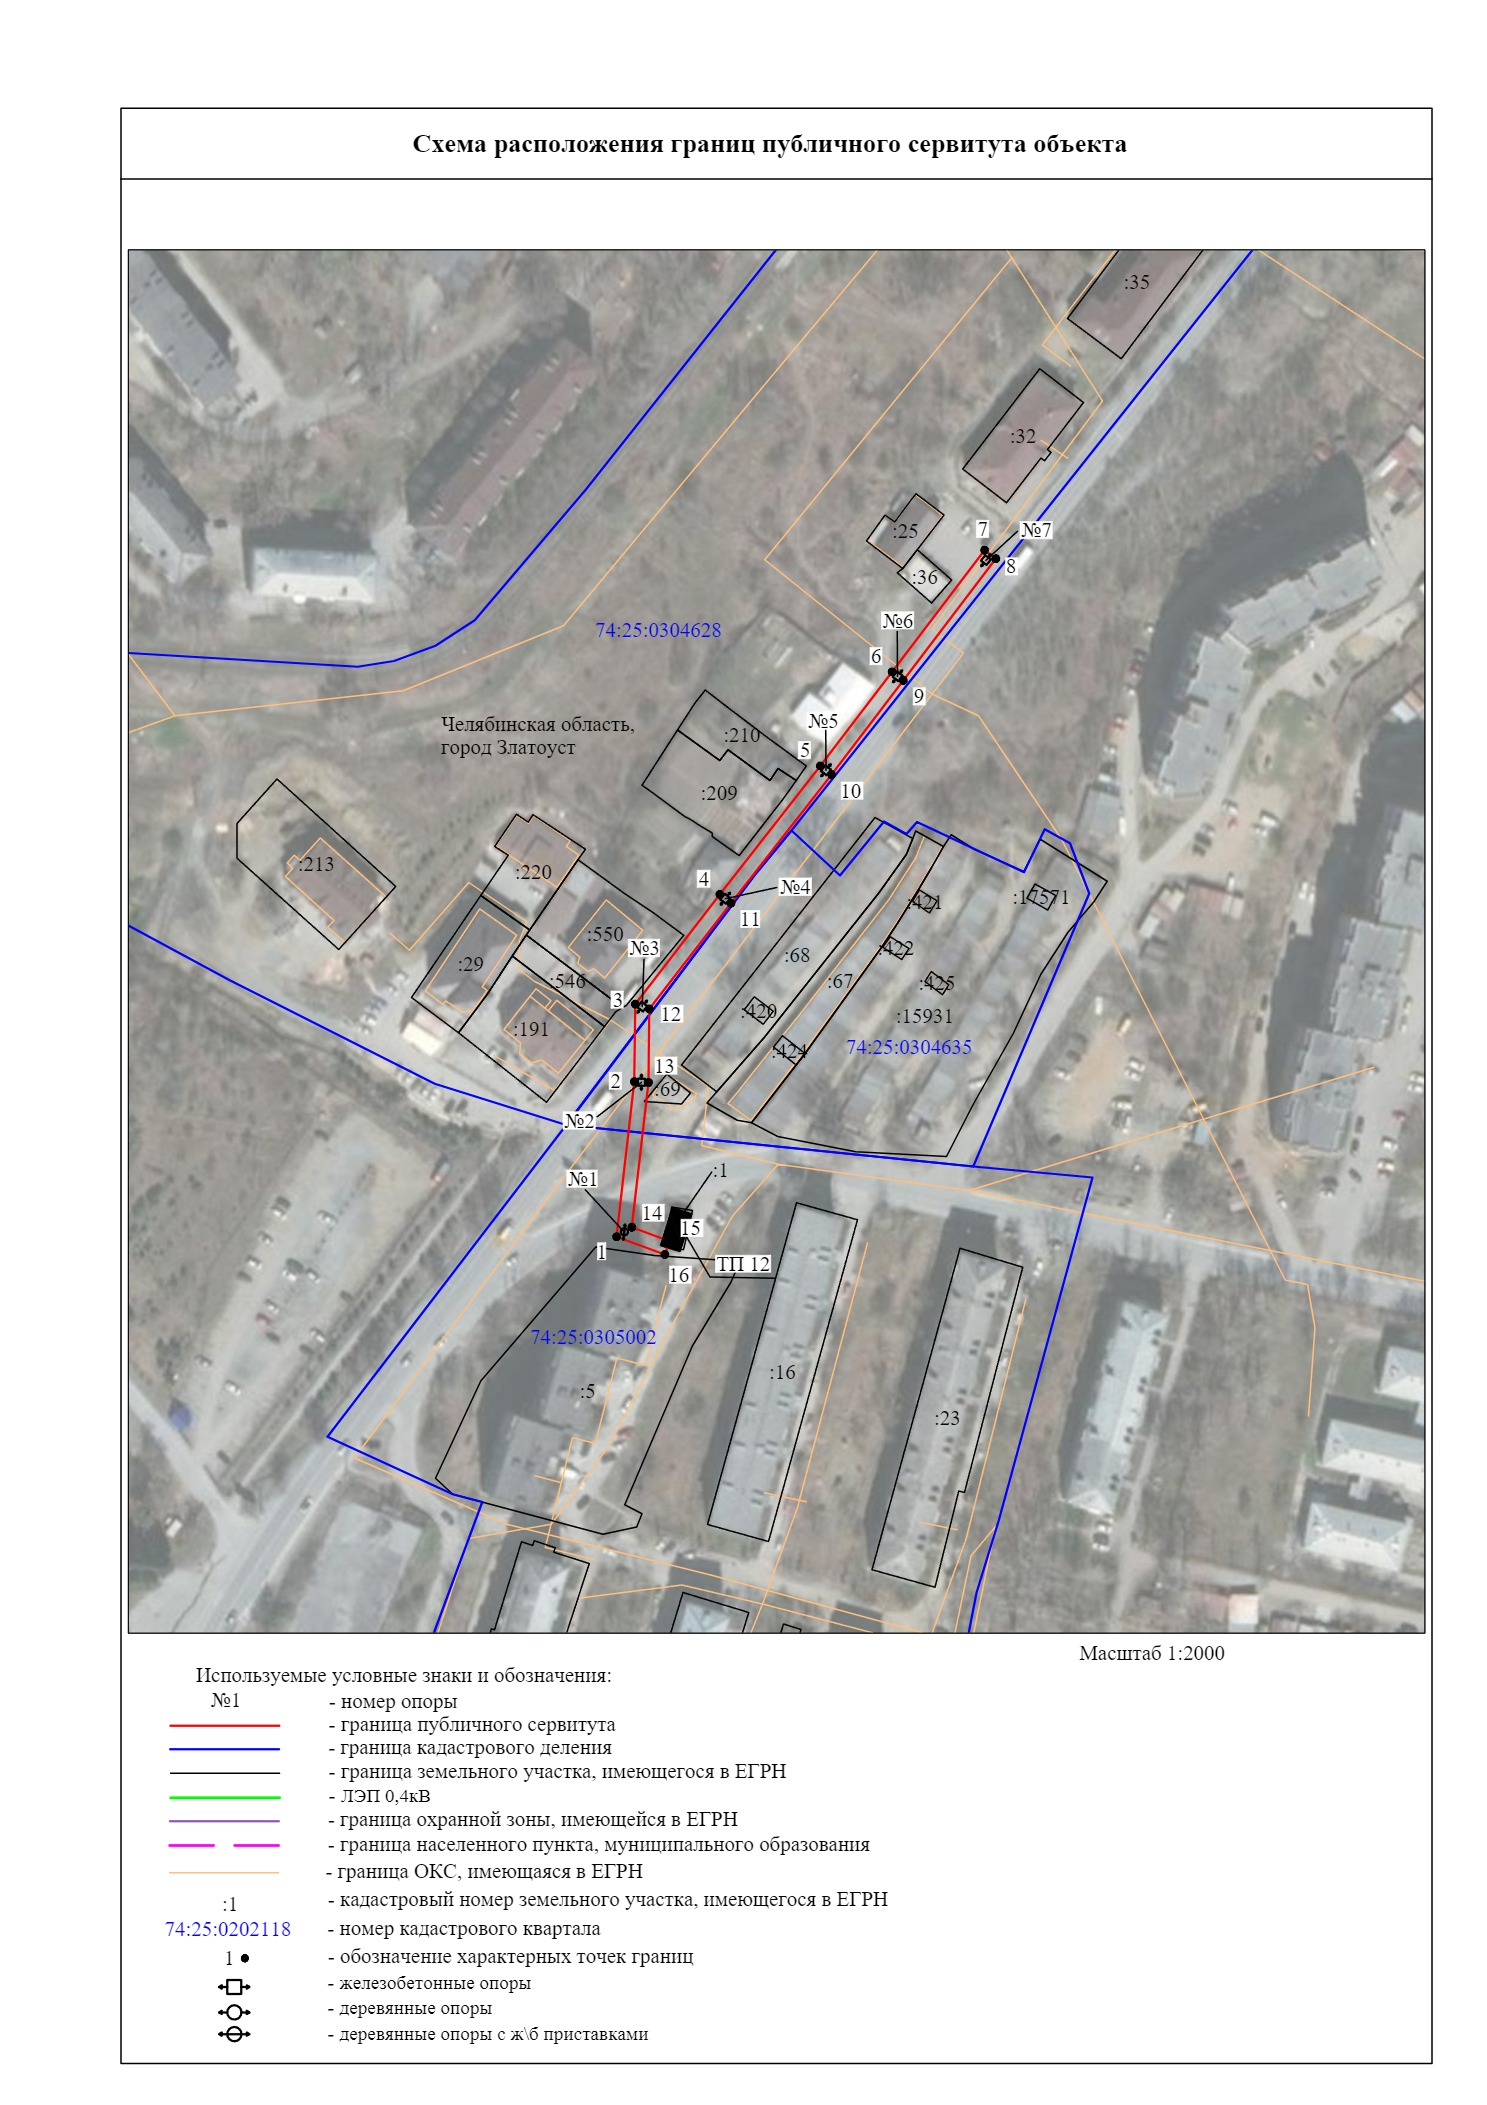 Схема расположения границ публичного сервитута объекта
:35
:32
:25
7
№7
8
:36
№6
74:25:0304628
6
9
Челябинская область,
город Златоуст
№5
:210
5
:209
10
:213
:220
4
№4
11
:421
:17571
:550
№3
:422
:68
:29
:546
:67
:425
3
12
:420
:15931
:191
:424
74:25:0304635
2
13
:69
№2
№1
:1
14
15
1
ТП 12
16
74:25:0305002
:5
:16
:23
Масштаб 1:2000
Используемые условные знаки и обозначения:
№1 - номер опоры
- граница публичного сервитута
- граница кадастрового деления
- граница земельного участка, имеющегося в ЕГРН
- ЛЭП 0,4кВ
- граница охранной зоны, имеющейся в ЕГРН
- граница населенного пункта, муниципального образования
- граница ОКС, имеющаяся в ЕГРН
:1 - кадастровый номер земельного участка, имеющегося в ЕГРН
74:25:0202118 - номер кадастрового квартала
1 - обозначение характерных точек границ
- железобетонные опоры
- деревянные опоры
- деревянные опоры с ж\б приставками